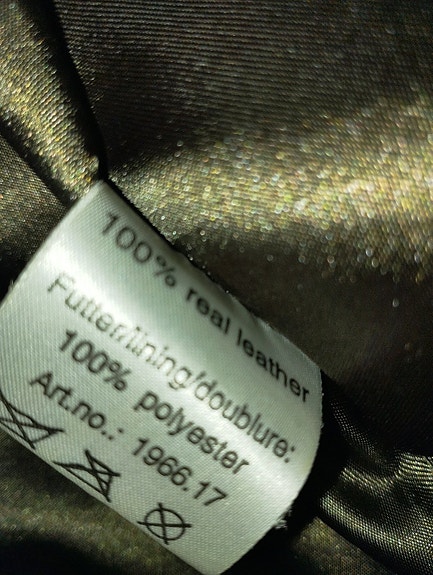 100% real leather
Futter/lining/doublure:
100% polyester
Art.no.: 1966.17